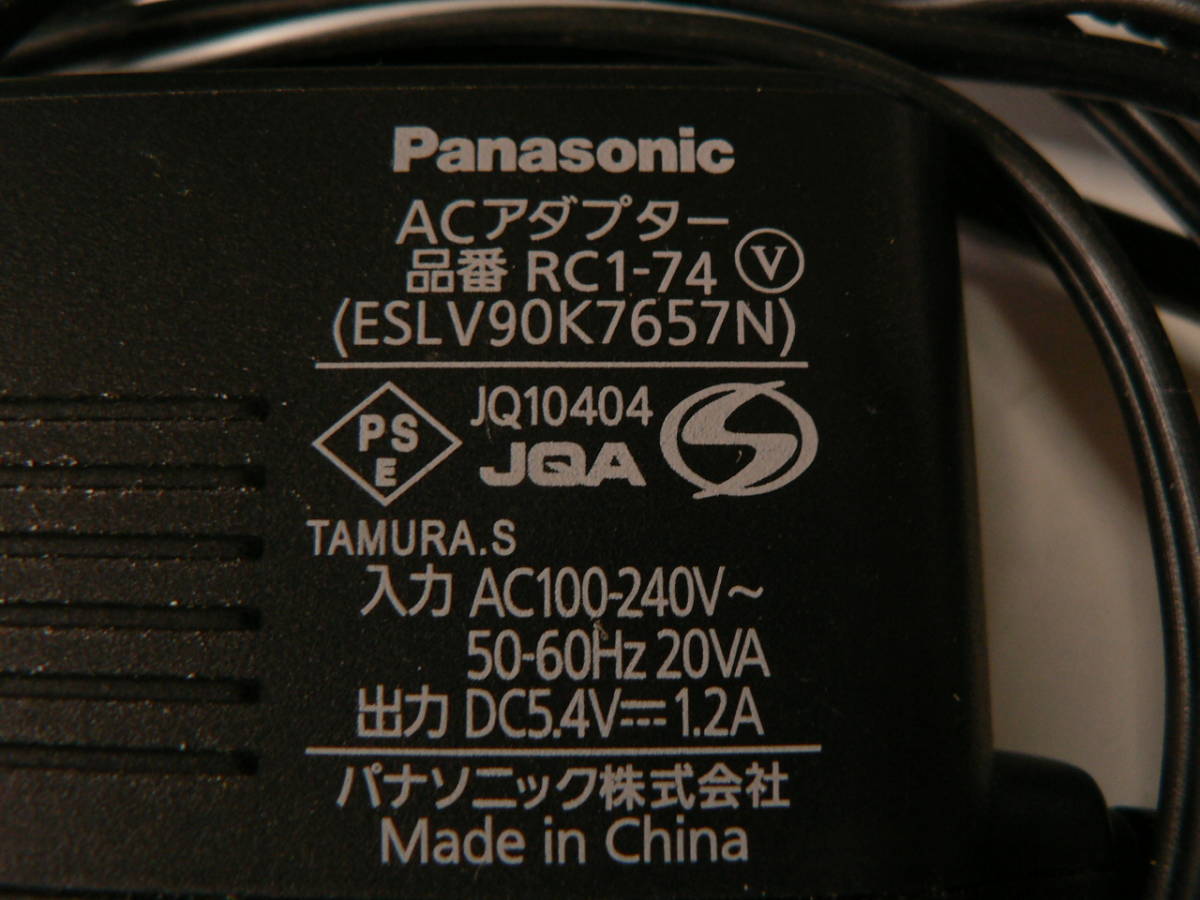 Panasonic
ACアダプター
品番 RC1-74 V
(ESLV90K7657N)
PS
E
JQ10404
JQA
TAMURA.S
入力 AC100-240V～
50-60Hz 20VA
出力 DC5.4V⎓1.2A
パナソニック株式会社
Made in China